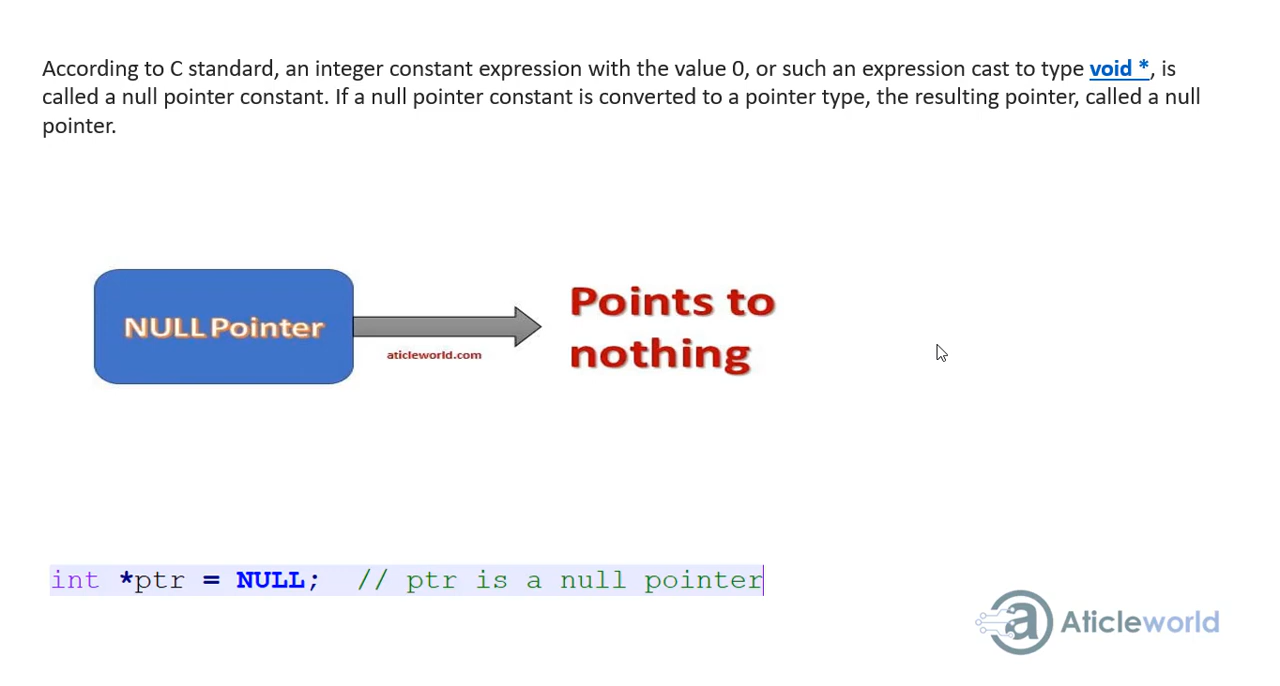 According to C standard, an integer constant expression with the value 0, or such an expression cast to type void *, is
called a null pointer constant. If a null pointer constant is converted to a pointer type, the resulting pointer, called a null
pointer.
NULL Pointer
aticleworld.com
Points to
nothing
int *ptr = NULL;  // ptr is a null pointer
a Aticleworld